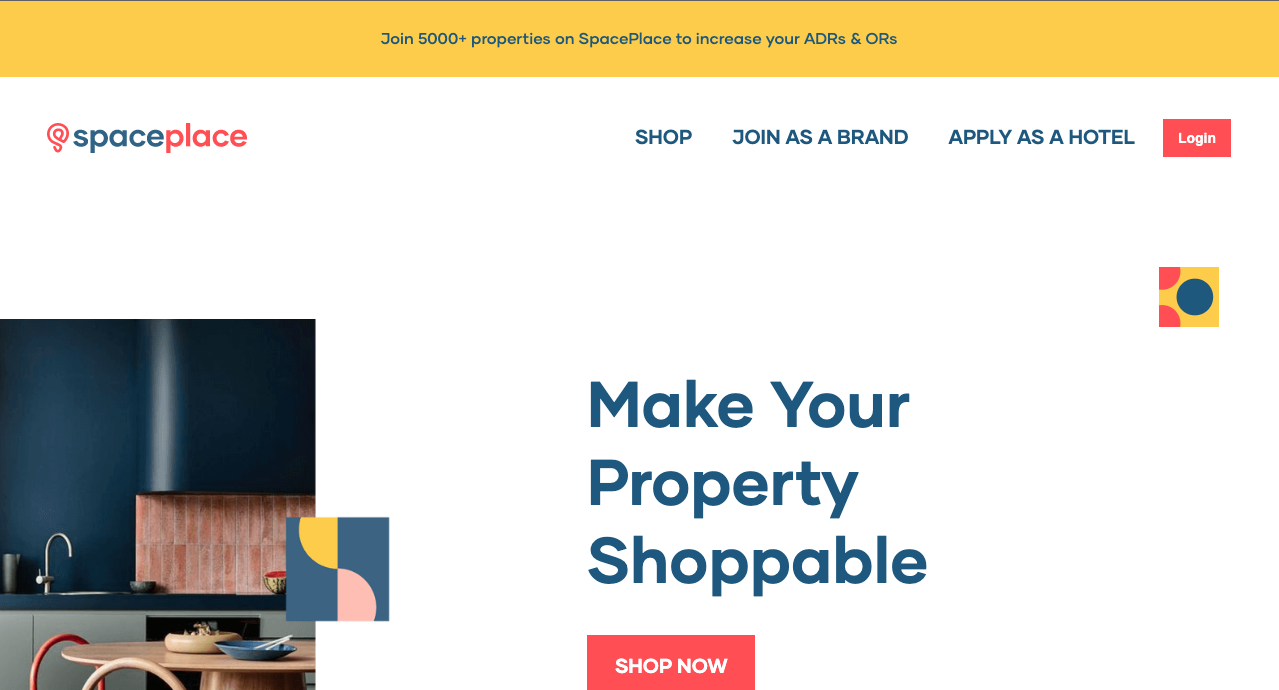 Join 5000+ properties on SpacePlace to increase your ADRs & ORs
spaceplace
SHOP
JOIN AS A BRAND
APPLY AS A HOTEL
Login
Make Your
Property
Shoppable
SHOP NOW